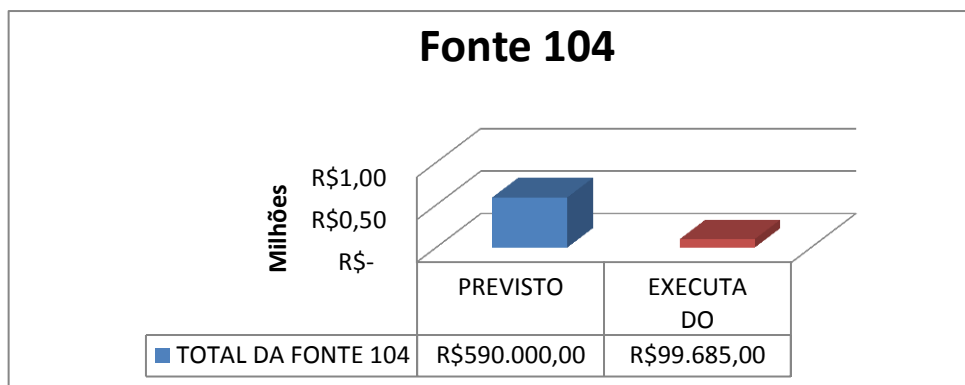 Fonte 104
Milhões
R$1,00
R$0,50
R$-
PREVISTO
EXECUTA
DO
TOTAL DA FONTE 104 R$590.000,00 R$99.685,00